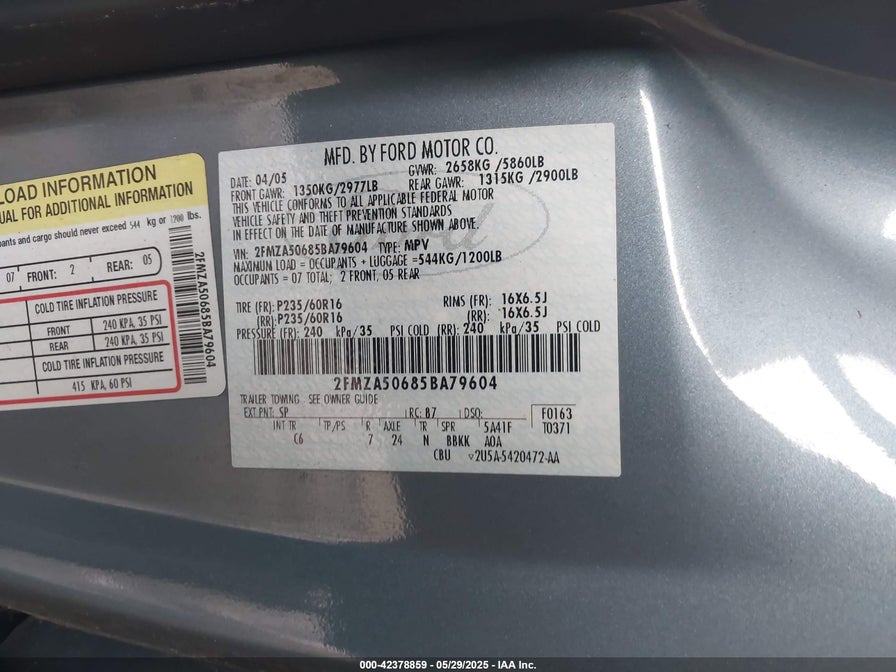 LOAD INFORMATION
UAL FOR ADDITIONAL INFORMATION
pants and cargo should never exceed 544 kg or 1200 lbs.
07 FRONT: 2 REAR: 05
COLD TIRE INFLATION PRESSURE
FRONT 240 KPA, 35 PSI
REAR 240 KPA, 35 PSI
COLD TIRE INFLATION PRESSURE
415 KPA, 60 PSI
2FMZA50685BA79604
MFD. BY FORD MOTOR CO.
DATE: 04/05 GVWR: 2658KG /5860LB
FRONT GAWR: 1350KG/2977LB REAR GAWR: 1315KG /2900LB
THIS VEHICLE CONFORMS TO ALL APPLICABLE FEDERAL MOTOR
VEHICLE SAFETY AND THEFT PREVENTION STANDARDS
IN EFFECT ON THE DATE OF MANUFACTURE SHOWN ABOVE.
VIN: 2FMZA50685BA79604 TYPE: MPV
MAXIMUM LOAD = OCCUPANTS + LUGGAGE =544KG/1200LB
OCCUPANTS = 07 TOTAL; 2 FRONT, 05 REAR
TIRE (FR): P235/60R16 RIMS (FR): 16X6.5J
(RR): P235/60R16 (RR): 16X6.5J
PRESSURE (FR): 240 kPa/35 PSI COLD (RR): 240 kPa/35 PSI COLD
2FMZA50685BA79604
TRAILER TOWING - SEE OWNER GUIDE
EXT PNT: SP RC: B7 DSO: F0163
INT TR TP/PS R AXLE TR SPR 5A41F T0371
C6 7 24 N BBKK AOA
CBU ▽2U5A-5420472-AA
Ford
000-42378859 - 05/29/2025 - IAA Inc.